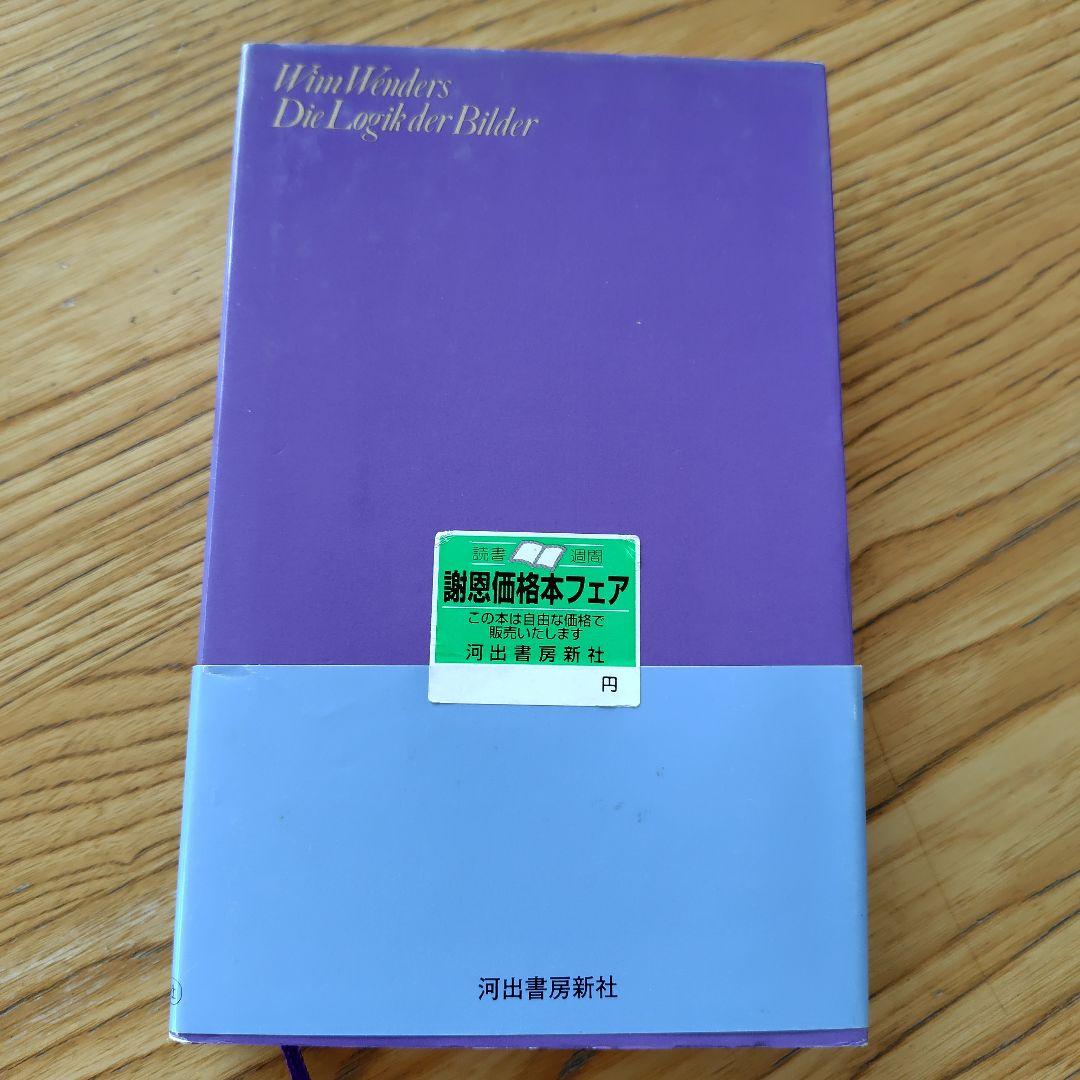 Wim Wenders
Die Logik der Bilder
読書 週間
謝恩価格本フェア
この本は自由な価格で
販売いたします
河出書房新社
円
河出書房新社